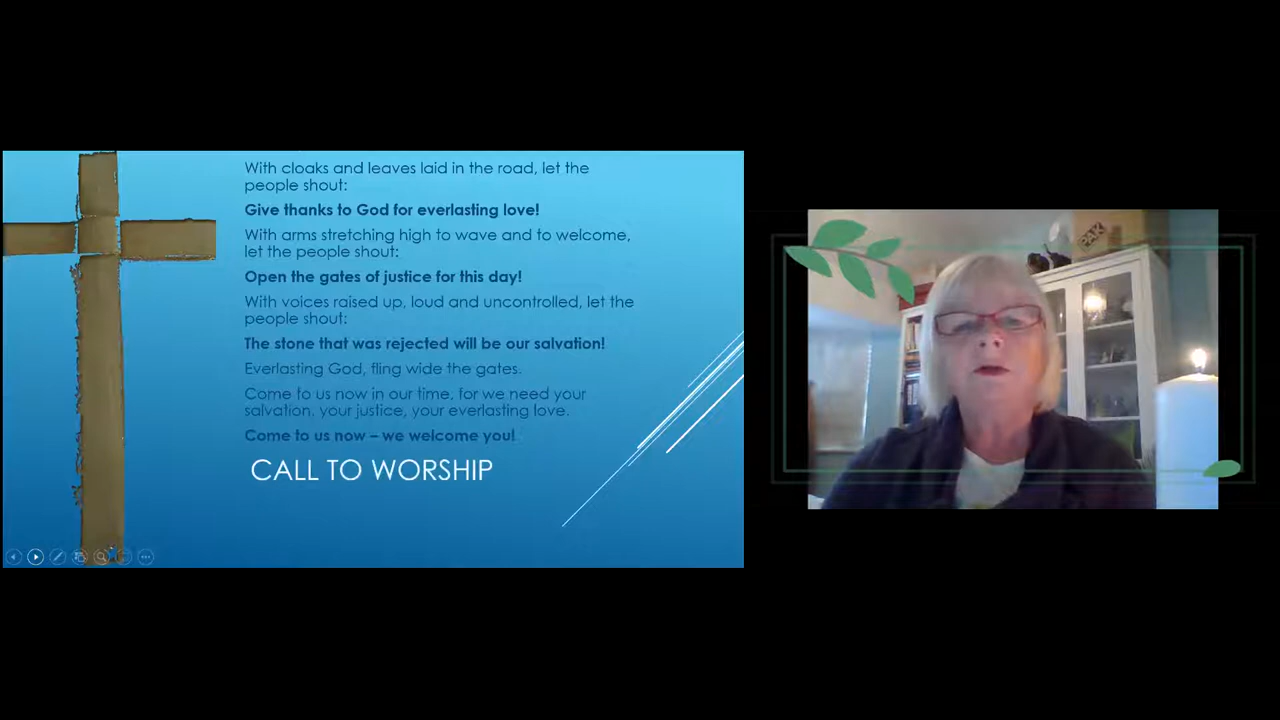 With cloaks and leaves laid in the road, let the
people shout:
Give thanks to God for everlasting love!
With arms stretching high to wave and to welcome,
let the people shout:
Open the gates of justice for this day!
With voices raised up, loud and uncontrolled, let the
people shout:
The stone that was rejected will be our salvation!
Everlasting God, fling wide the gates.
Come to us now in our time, for we need your
salvation, your justice, your everlasting love.
Come to us now – we welcome you!
CALL TO WORSHIP
PAK